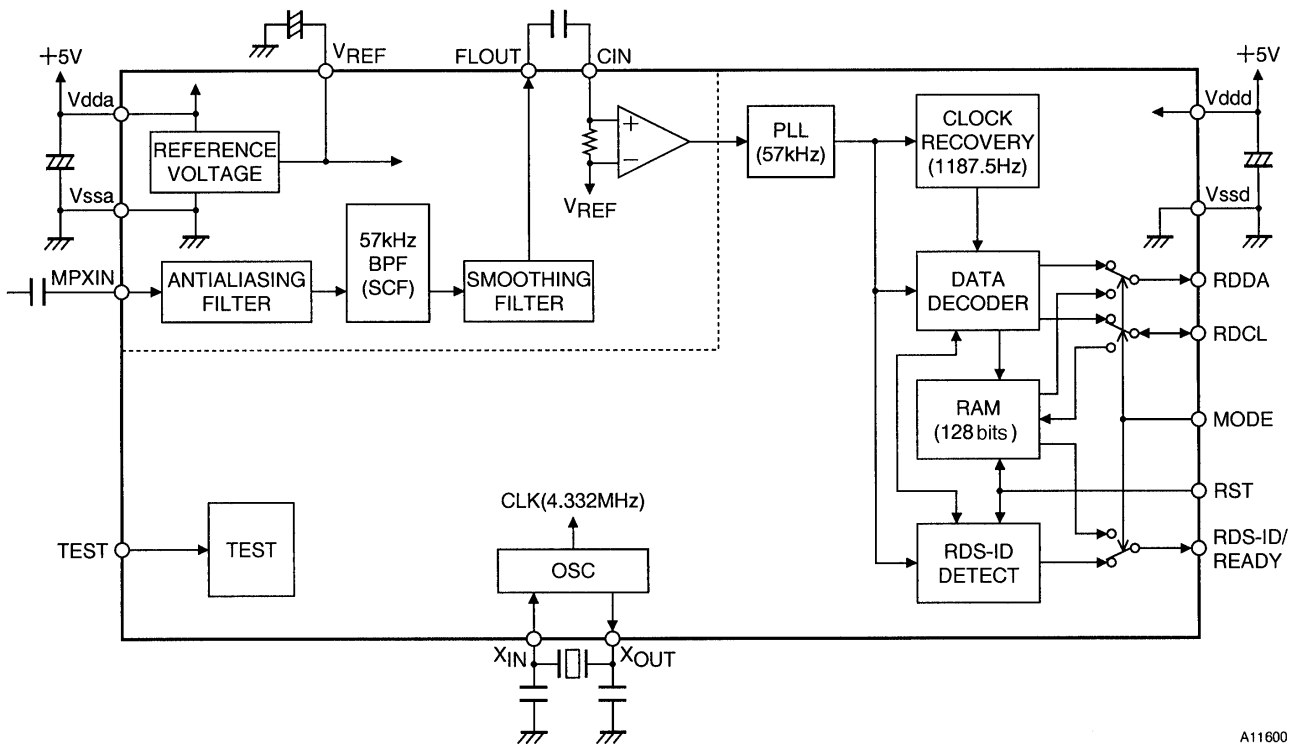 +5V
VREF
FLOUT
CIN
+5V
Vdda
Vddd
REFERENCE
VOLTAGE
+
−
PLL
(57kHz)
CLOCK
RECOVERY
(1187.5Hz)
Vssa
VREF
Vssd
57kHz
BPF
(SCF)
MPXIN
ANTIALIASING
FILTER
SMOOTHING
FILTER
DATA
DECODER
RDDA
RDCL
RAM
(128bits)
MODE
CLK(4.332MHz)
RST
TEST
TEST
OSC
RDS-ID
DETECT
RDS-ID/
READY
XIN
XOUT
A11600